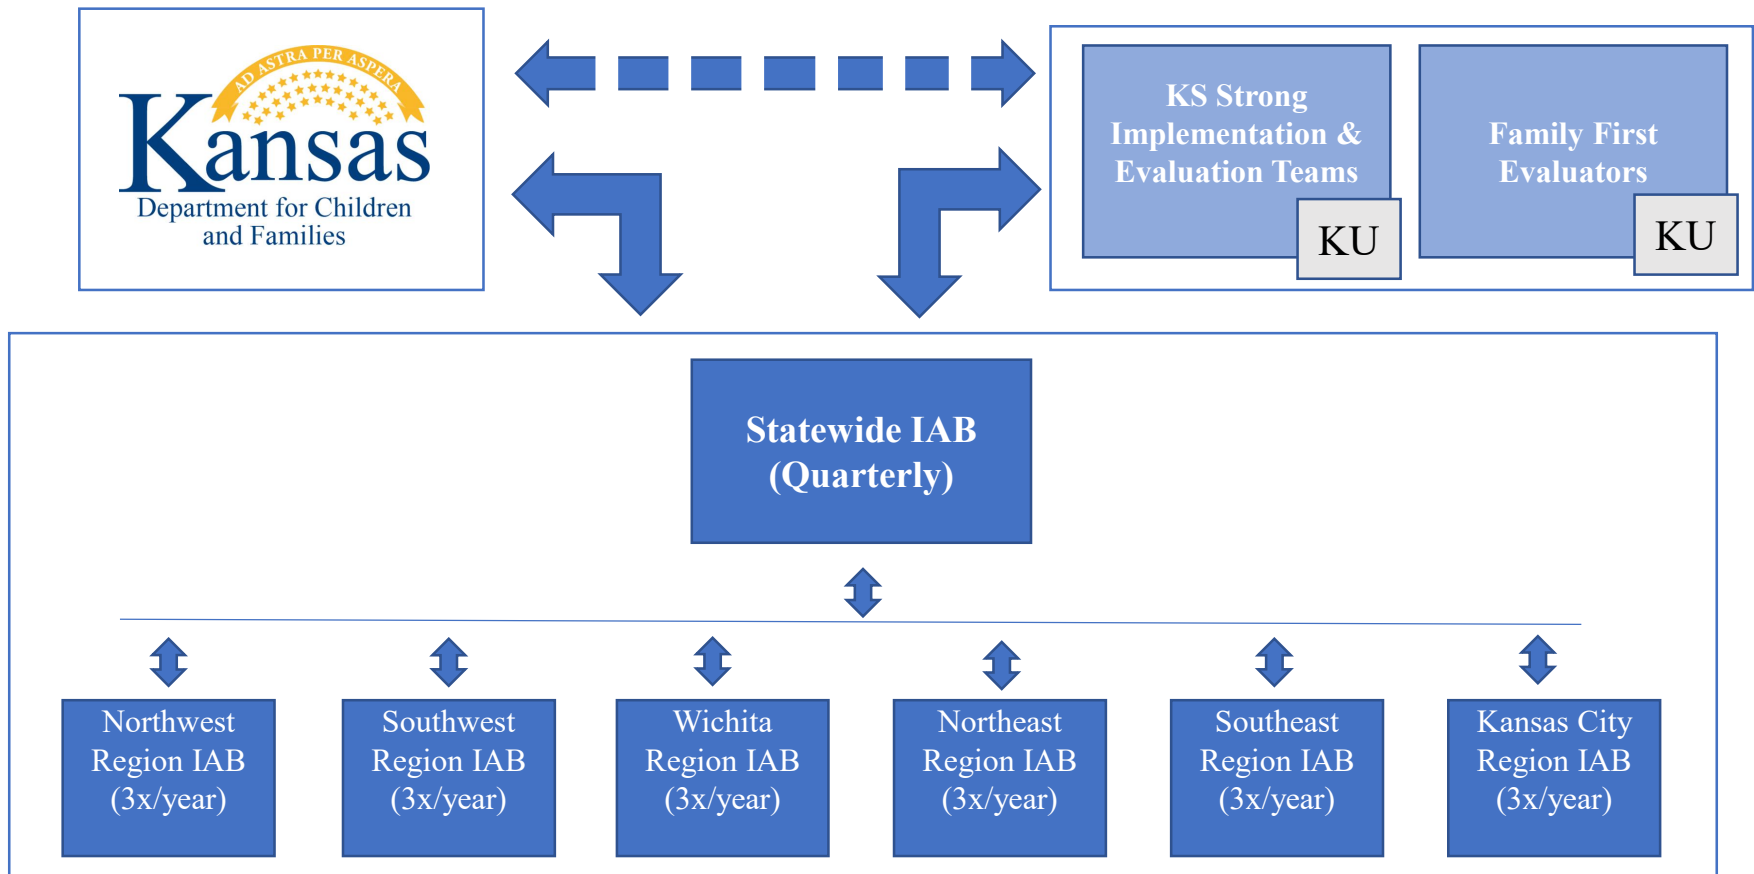 AD ASTRA PER ASPERA
Kansas
Department for Children
and Families
KS Strong
Implementation &
Evaluation Teams
KU
Family First
Evaluators
KU
Statewide IAB
(Quarterly)
Northwest
Region IAB
(3x/year)
Southwest
Region IAB
(3x/year)
Wichita
Region IAB
(3x/year)
Northeast
Region IAB
(3x/year)
Southeast
Region IAB
(3x/year)
Kansas City
Region IAB
(3x/year)